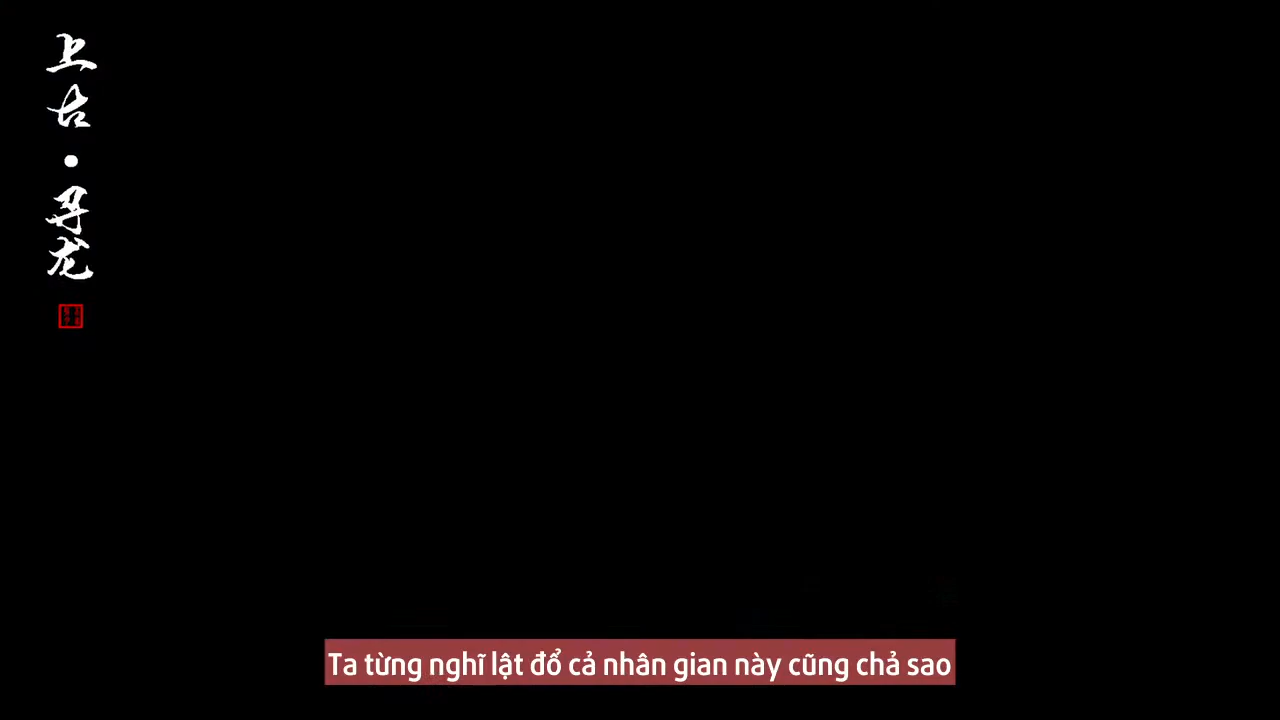 上古·寻龙
Ta từng nghĩ lật đổ cả nhân gian này cũng chả sao